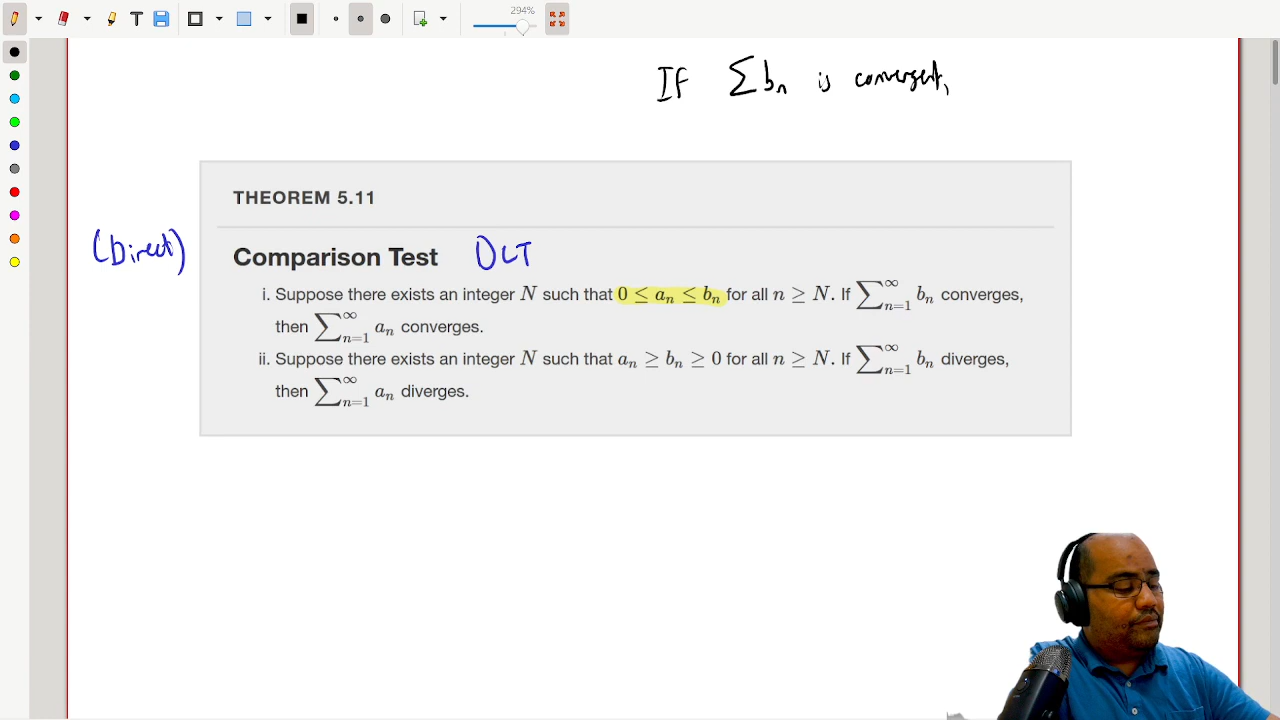 294%
If ∑bₙ is convergent,
THEOREM 5.11
(Direct) Comparison Test DCT
i. Suppose there exists an integer N such that 0 ≤ aₙ ≤ bₙ for all n ≥ N. If ∑_{n=1}^{∞} bₙ converges,
then ∑_{n=1}^{∞} aₙ converges.
ii. Suppose there exists an integer N such that aₙ ≥ bₙ ≥ 0 for all n ≥ N. If ∑_{n=1}^{∞} bₙ diverges,
then ∑_{n=1}^{∞} aₙ diverges.